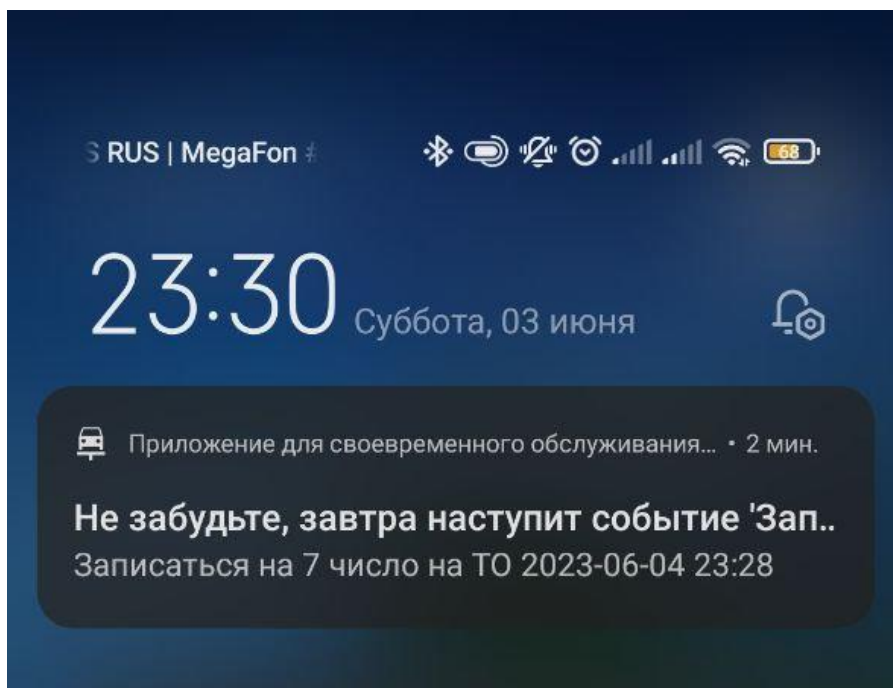 S RUS | MegaFon
68
23:30 Суббота, 03 июня
Приложение для своевременного обслуживания... • 2 мин.
Не забудьте, завтра наступит событие 'Зап..
Записаться на 7 число на ТО 2023-06-04 23:28